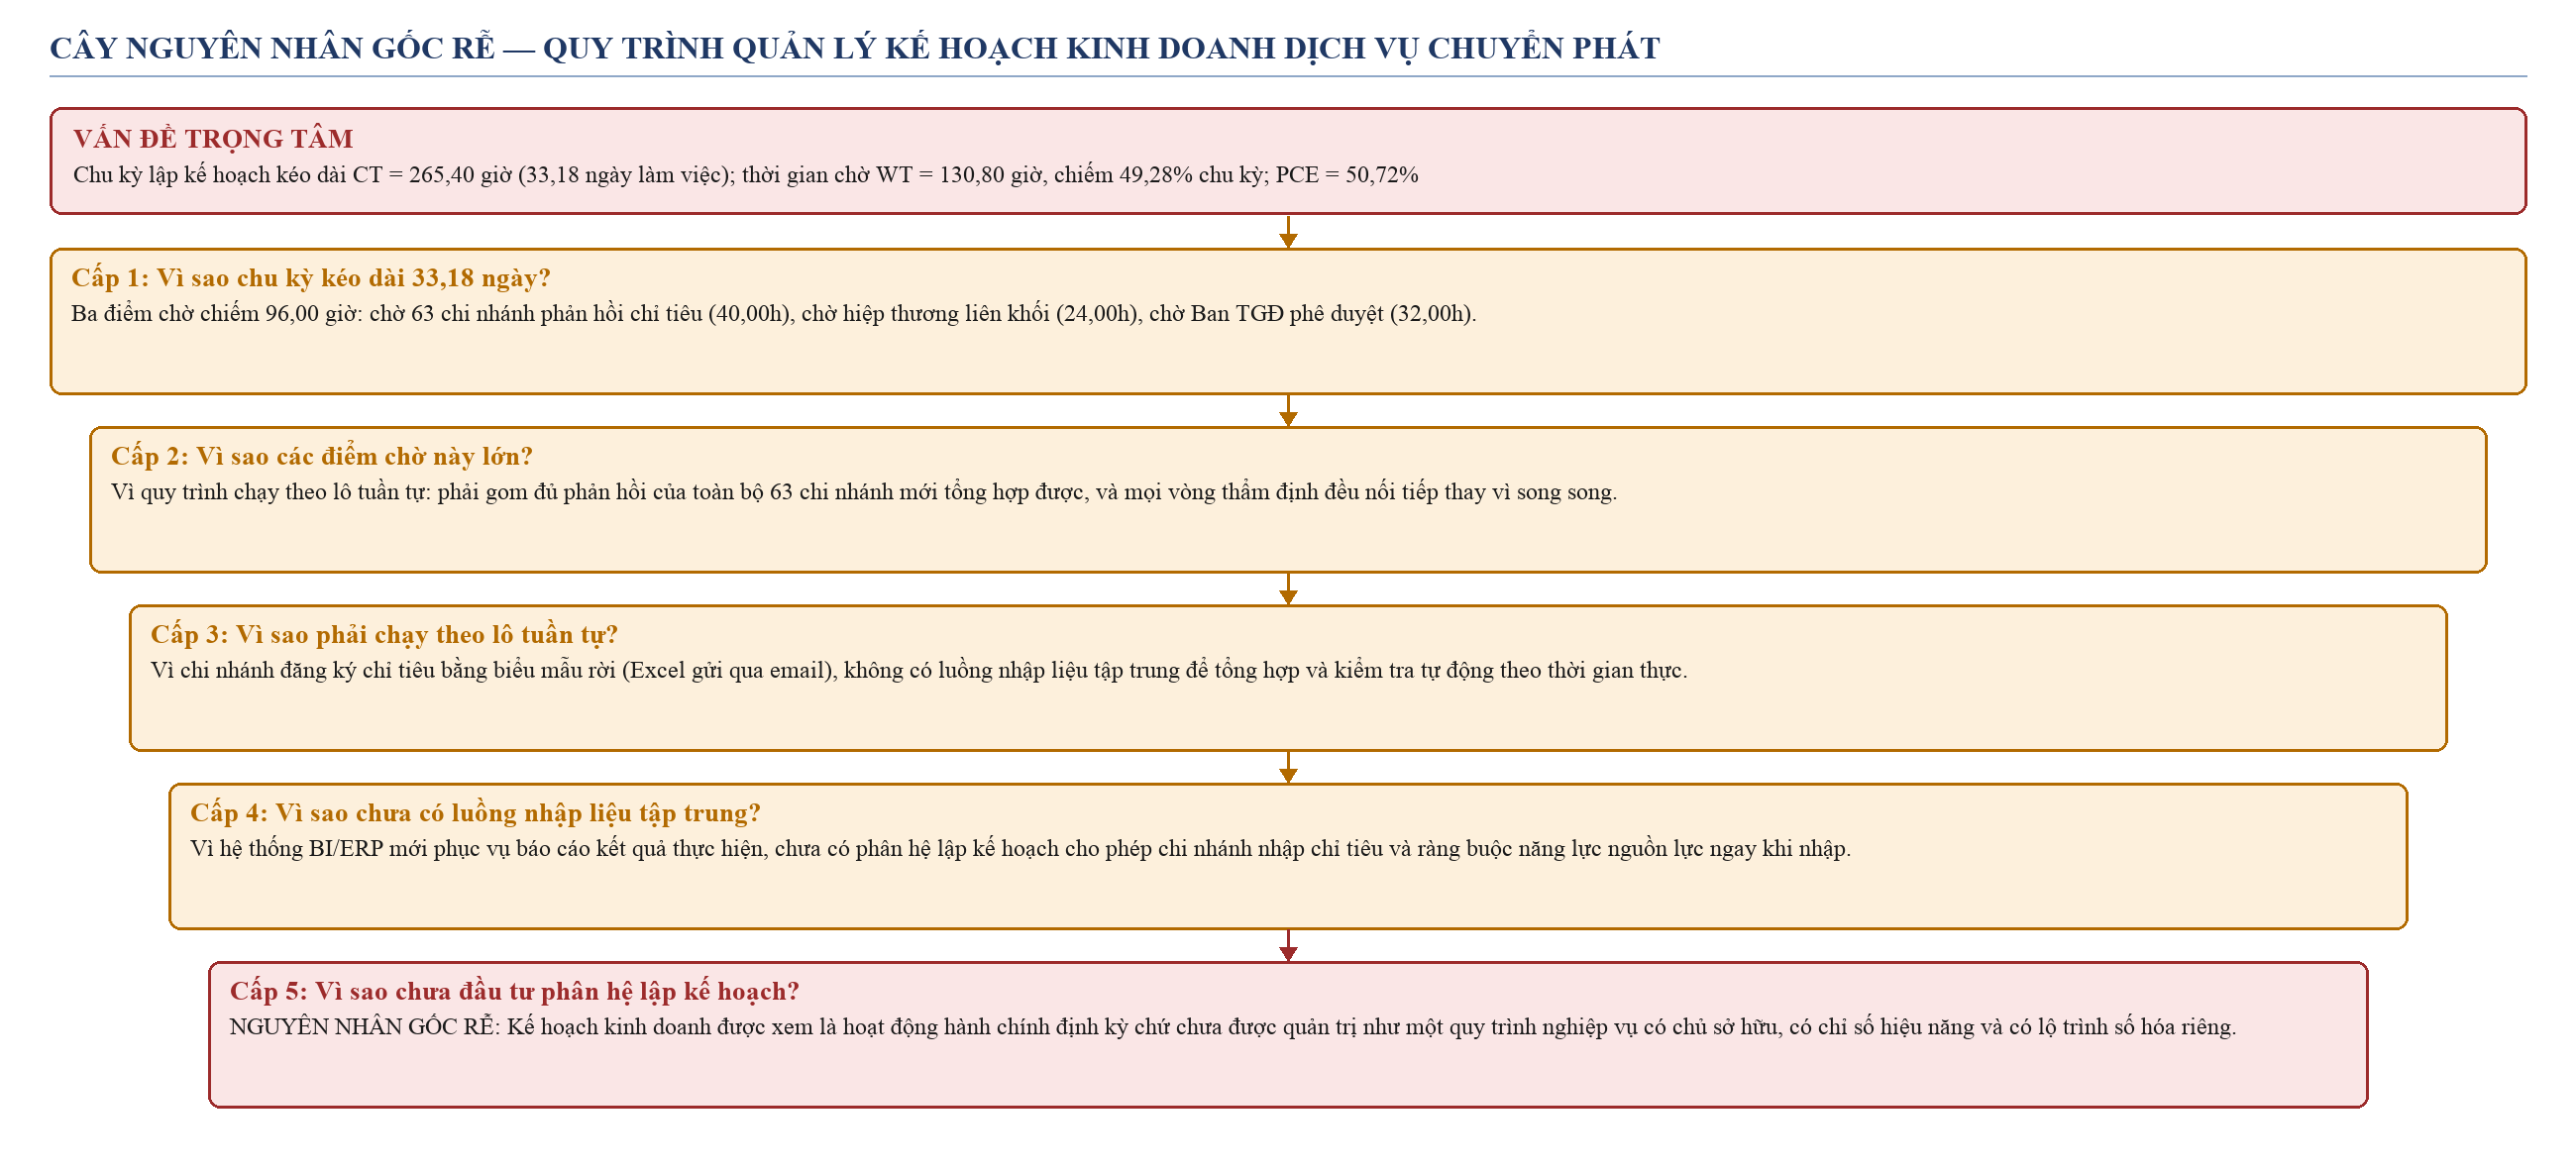 CÂY NGUYÊN NHÂN GỐC RỄ — QUY TRÌNH QUẢN LÝ KẾ HOẠCH KINH DOANH DỊCH VỤ CHUYỂN PHÁT
VẤN ĐỀ TRỌNG TÂM
Chu kỳ lập kế hoạch kéo dài CT = 265,40 giờ (33,18 ngày làm việc); thời gian chờ WT = 130,80 giờ, chiếm 49,28% chu kỳ; PCE = 50,72%
Cấp 1: Vì sao chu kỳ kéo dài 33,18 ngày?
Ba điểm chờ chiếm 96,00 giờ: chờ 63 chi nhánh phản hồi chỉ tiêu (40,00h), chờ hiệp thương liên khối (24,00h), chờ Ban TGĐ phê duyệt (32,00h).
Cấp 2: Vì sao các điểm chờ này lớn?
Vì quy trình chạy theo lô tuần tự: phải gom đủ phản hồi của toàn bộ 63 chi nhánh mới tổng hợp được, và mọi vòng thẩm định đều nối tiếp thay vì song song.
Cấp 3: Vì sao phải chạy theo lô tuần tự?
Vì chi nhánh đăng ký chỉ tiêu bằng biểu mẫu rời (Excel gửi qua email), không có luồng nhập liệu tập trung để tổng hợp và kiểm tra tự động theo thời gian thực.
Cấp 4: Vì sao chưa có luồng nhập liệu tập trung?
Vì hệ thống BI/ERP mới phục vụ báo cáo kết quả thực hiện, chưa có phân hệ lập kế hoạch cho phép chi nhánh nhập chỉ tiêu và ràng buộc năng lực nguồn lực ngay khi nhập.
Cấp 5: Vì sao chưa đầu tư phân hệ lập kế hoạch?
NGUYÊN NHÂN GỐC RỄ: Kế hoạch kinh doanh được xem là hoạt động hành chính định kỳ chứ chưa được quản trị như một quy trình nghiệp vụ có chủ sở hữu, có chỉ số hiệu năng và có lộ trình số hóa riêng.